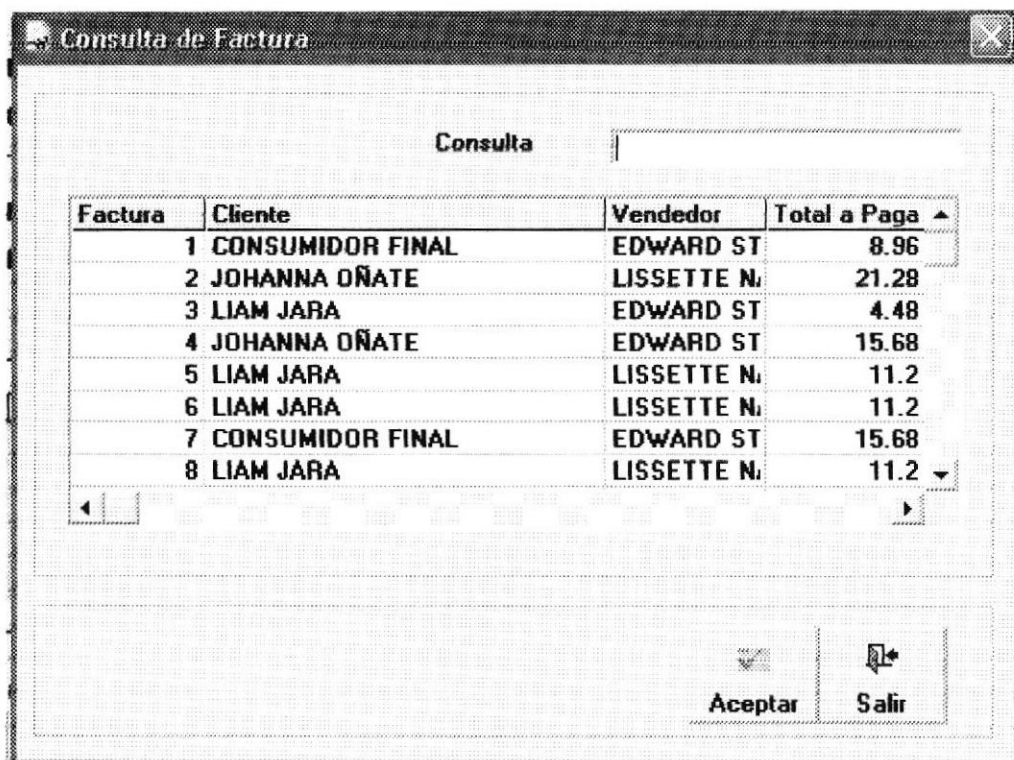 Consulta de Factura
Consulta
Factura Cliente Vendedor Total a Paga
1 CONSUMIDOR FINAL EDWARD ST 8.96
2 JOHANNA OÑATE LISSETTE N 21.28
3 LIAM JARA EDWARD ST 4.48
4 JOHANNA OÑATE EDWARD ST 15.68
5 LIAM JARA LISSETTE N 11.2
6 LIAM JARA LISSETTE N 11.2
7 CONSUMIDOR FINAL EDWARD ST 15.68
8 LIAM JARA LISSETTE N 11.2
Aceptar Salir